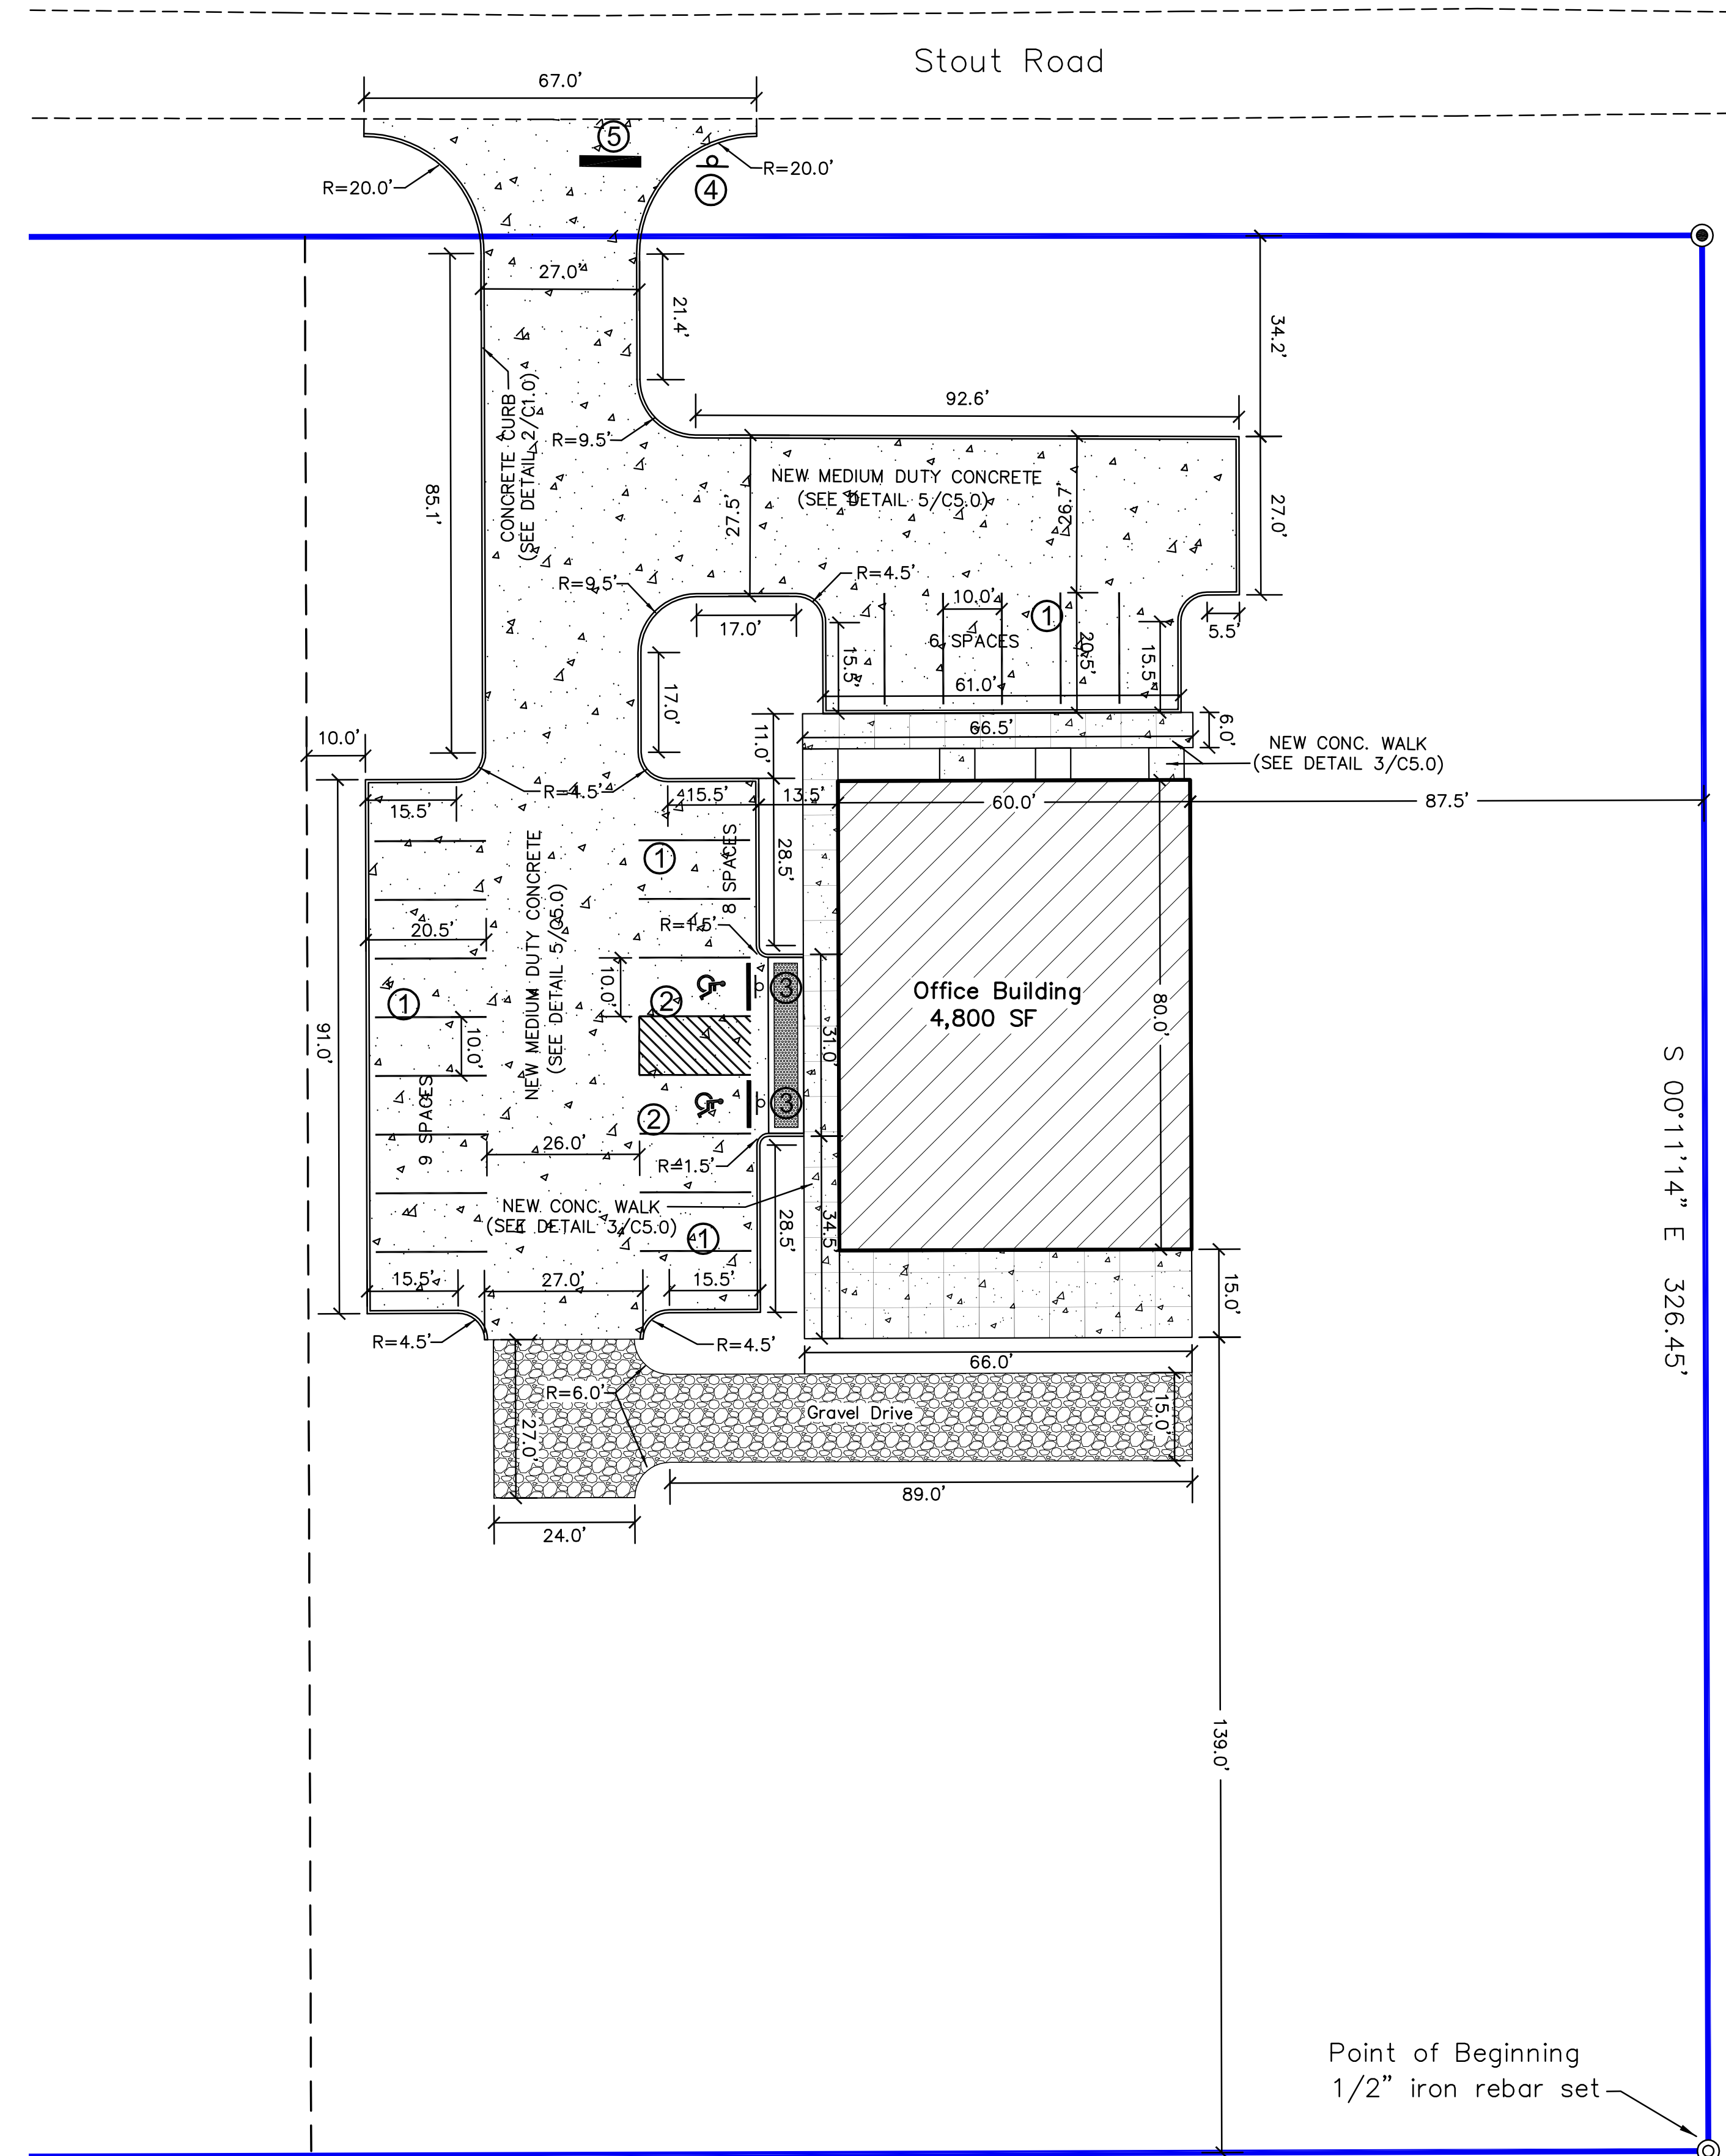 Stout Road
67.0'
5
R=20.0'
4
R=20.0'
27.0'
21.4'
34.2'
92.6'
CONCRETE CURB
(SEE DETAIL 2/C1.0)
R=9.5'
NEW MEDIUM DUTY CONCRETE
(SEE DETAIL 5/C5.0)
85.1'
27.5'
26.7'
27.0'
R=9.5'
R=4.5'
10.0'
1
17.0'
5.5'
6 SPACES
15.5'
20.5'
15.5'
61.0'
17.0'
11.0'
66.5'
6.0'
10.0'
NEW CONC. WALK
(SEE DETAIL 3/C5.0)
R=4.5'
15.5'
15.5'
13.5'
60.0'
87.5'
1
8 SPACES
28.5'
NEW MEDIUM DUTY CONCRETE
(SEE DETAIL 5/C5.0)
20.5'
R=1.5'
10.0'
2
3
Office Building
4,800 SF
80.0'
1
91.0'
10.0'
31.0'
S 00°11'14" E 326.45'
9 SPACES
2
3
26.0'
R=1.5'
NEW CONC. WALK
(SEE DETAIL 3/C5.0)
1
28.5'
34.5'
15.5'
27.0'
15.5'
15.0'
R=4.5'
R=4.5'
66.0'
R=6.0'
Gravel Drive
15.0'
27.0'
89.0'
24.0'
139.0'
Point of Beginning
1/2" iron rebar set